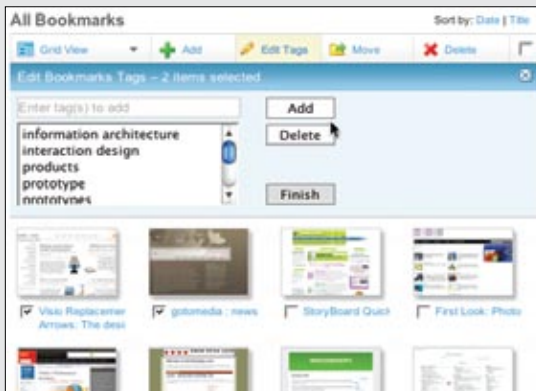 All Bookmarks
Sort by: Date | Title
Grid View
Add
Edit Tags
Move
Delete
Edit Bookmarks Tags – 2 items selected
Enter tag(s) to add
Add
information architecture
interaction design
products
prototype
prototypes
Delete
Finish
Visio Replacemer
Arrows: The desi
gotomedia : news
StoryBoard Quick
First Look: Photo